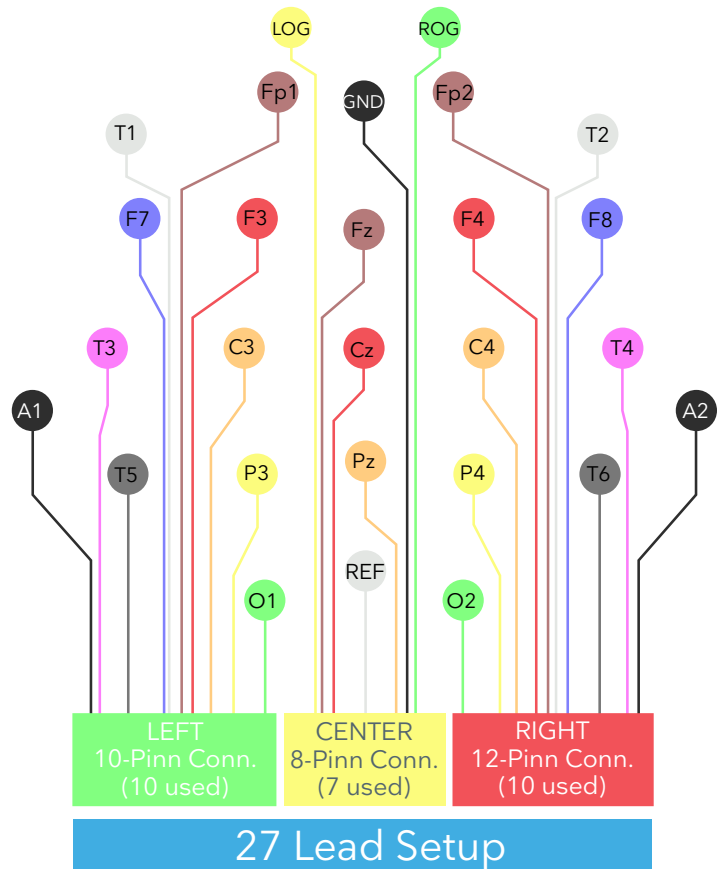 LOG
ROG
Fp1
GND
Fp2
T1
T2
F7
F3
Fz
F4
F8
T3
C3
Cz
C4
T4
A1
A2
T5
P3
Pz
P4
T6
REF
O1
O2
LEFT
10-Pinn Conn.
(10 used)
CENTER
8-Pinn Conn.
(7 used)
RIGHT
12-Pinn Conn.
(10 used)
27 Lead Setup